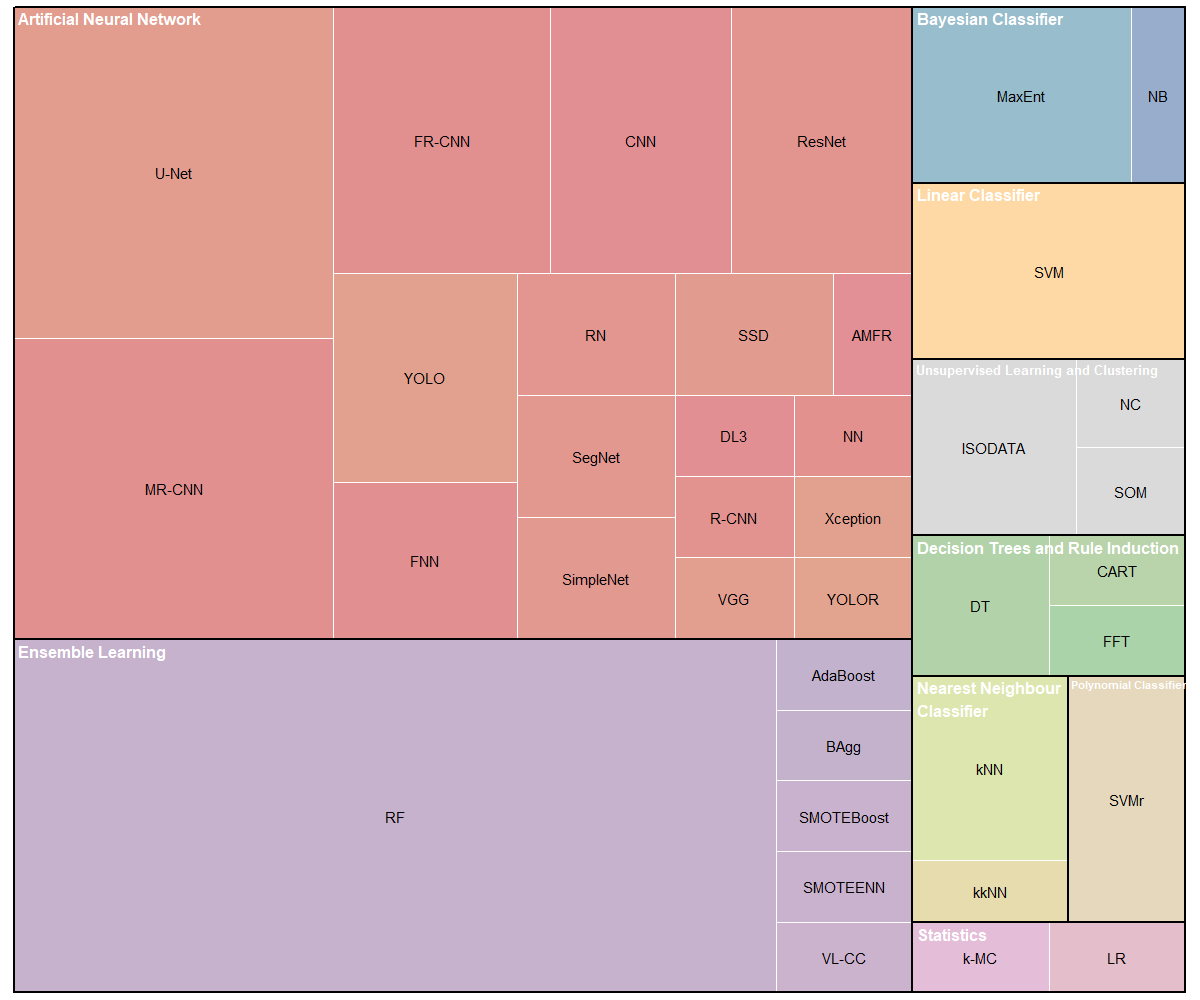 Artificial Neural Network
U-Net
FR-CNN
CNN
ResNet
MR-CNN
YOLO
RN
SSD
AMFR
SegNet
DL3
NN
R-CNN
Xception
FNN
SimpleNet
VGG
YOLOR
Ensemble Learning
RF
AdaBoost
BAgg
SMOTEBoost
SMOTEENN
VL-CC
Bayesian Classifier
MaxEnt
NB
Linear Classifier
SVM
Unsupervised Learning and Clustering
ISODATA
NC
SOM
Decision Trees and Rule Induction
DT
CART
FFT
Nearest Neighbour
Classifier
kNN
kkNN
Polynomial Classifier
SVMr
Statistics
k-MC
LR